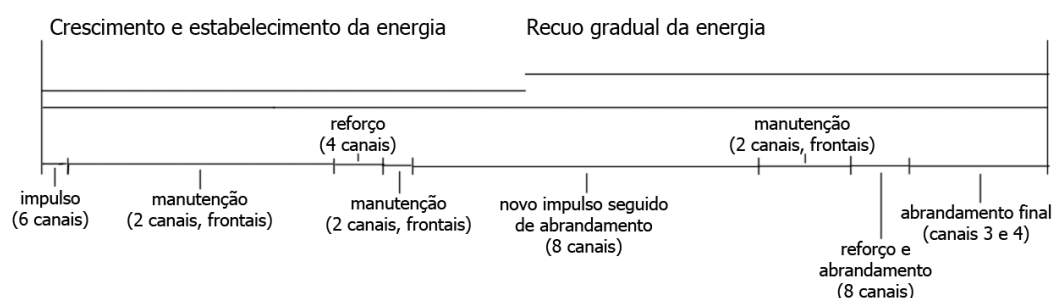 Crescimento e estabelecimento da energia
Recuo gradual da energia
reforço
(4 canais)
manutenção
(2 canais, frontais)
impulso
(6 canais)
manutenção
(2 canais, frontais)
manutenção
(2 canais, frontais)
novo impulso seguido
de abrandamento
(8 canais)
reforço e
abrandamento
(8 canais)
abrandamento final
(canais 3 e 4)